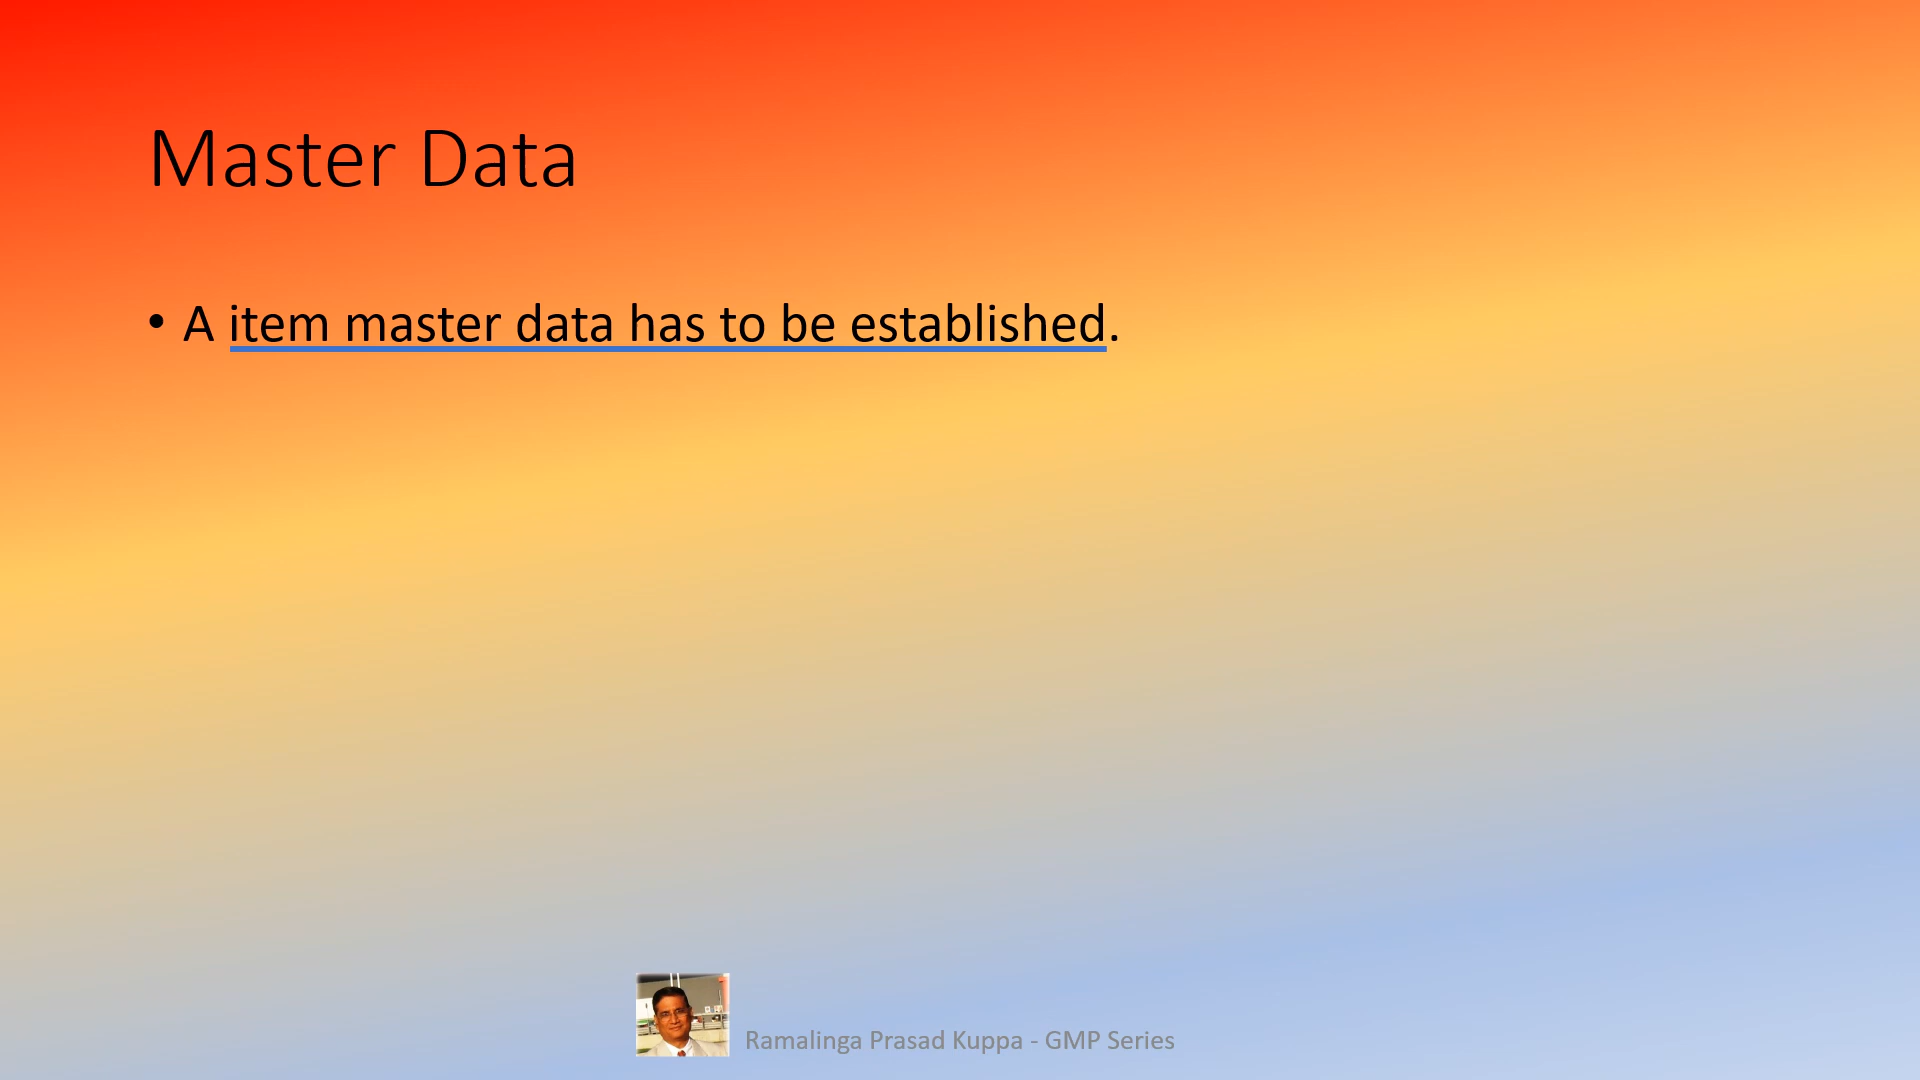 Master Data
• A item master data has to be established.
Ramalinga Prasad Kuppa - GMP Series